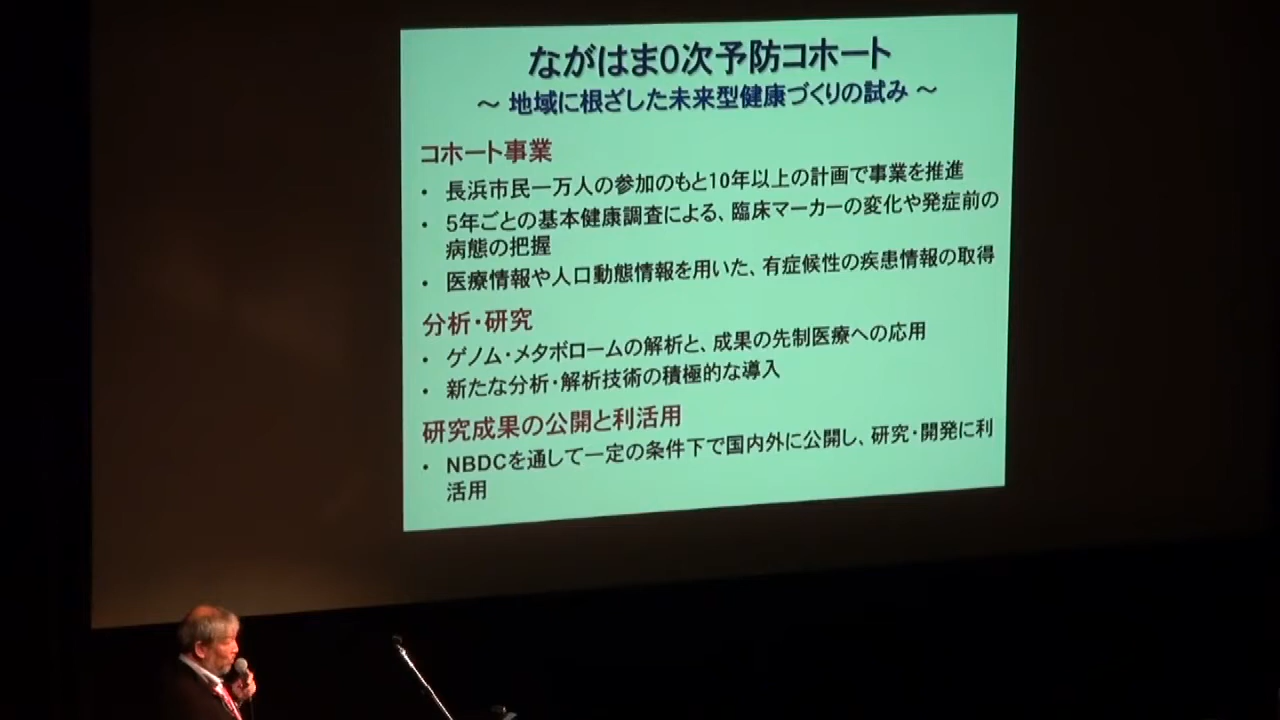 ながはま0次予防コホート
～ 地域に根ざした未来型健康づくりの試み ～
コホート事業
• 長浜市民一万人の参加のもと10年以上の計画で事業を推進
• 5年ごとの基本健康調査による、臨床マーカーの変化や発症前の
病態の把握
• 医療情報や人口動態情報を用いた、有症候性の疾患情報の取得
分析・研究
• ゲノム・メタボロームの解析と、成果の先制医療への応用
• 新たな分析・解析技術の積極的な導入
研究成果の公開と利活用
• NBDCを通して一定の条件下で国内外に公開し、研究・開発に利
活用